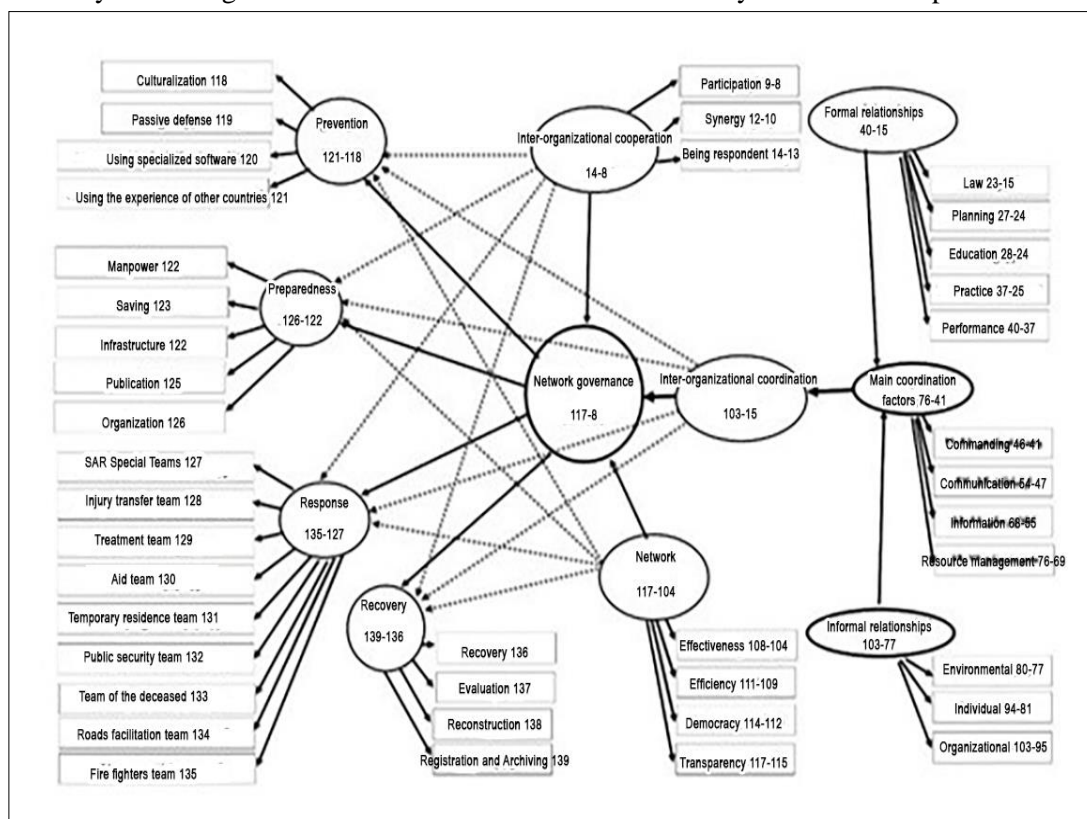 Culturalization 118
Passive defense 119
Using specialized software 120
Using the experience of other countries 121
Prevention
121-118
Inter-organizational cooperation
14-8
Participation 9-8
Synergy 12-10
Being respondent 14-13
Formal relationships
40-15
Law 23-15
Planning 27-24
Education 28-24
Practice 37-25
Performance 40-37
Manpower 122
Saving 123
Infrastructure 122
Publication 125
Organization 126
Preparedness
126-122
Network governance
117-8
Inter-organizational coordination
103-15
Main coordination
factors 76-41
Commanding 46-41
Communication 54-47
Information 68-55
Resource management 76-69
SAR Special Teams 127
Injury transfer team 128
Treatment team 129
Aid team 130
Temporary residence team 131
Public security team 132
Team of the deceased 133
Roads facilitation team 134
Fire fighters team 135
Response
135-127
Recovery
139-136
Recovery 136
Evaluation 137
Reconstruction 138
Registration and Archiving 139
Network
117-104
Effectiveness 108-104
Efficiency 111-109
Democracy 114-112
Transparency 117-115
Informal relationships
103-77
Environmental 80-77
Individual 94-81
Organizational 103-95